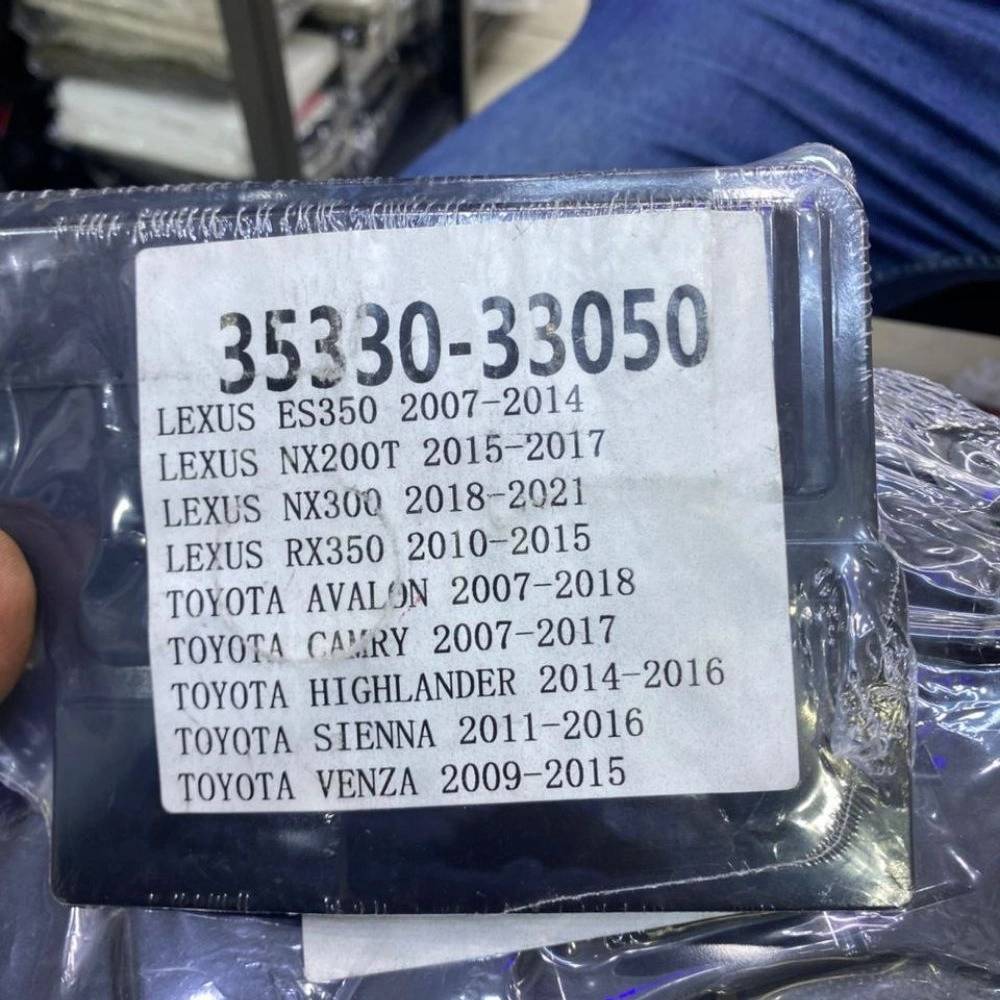 35330-33050
LEXUS ES350 2007-2014
LEXUS NX200T 2015-2017
LEXUS NX300 2018-2021
LEXUS RX350 2010-2015
TOYOTA AVALON 2007-2018
TOYOTA CAMRY 2007-2017
TOYOTA HIGHLANDER 2014-2016
TOYOTA SIENNA 2011-2016
TOYOTA VENZA 2009-2015